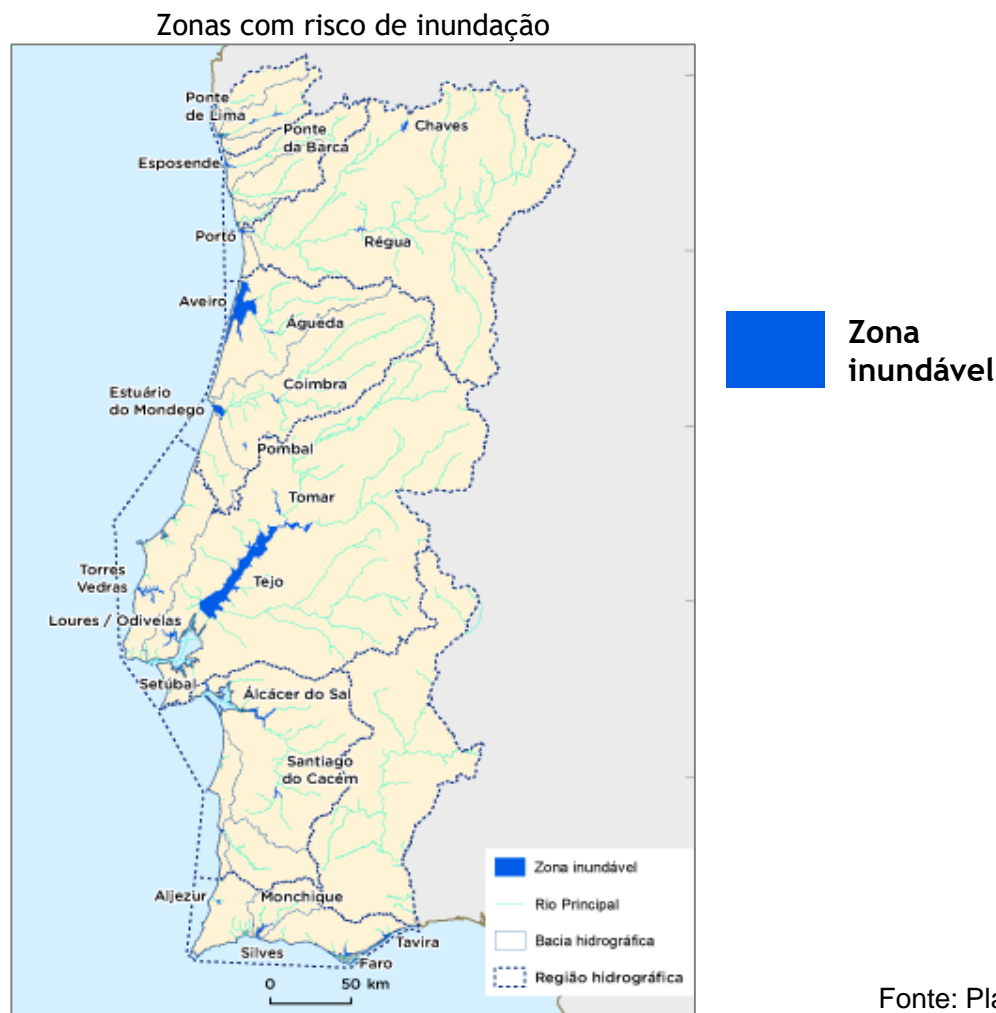 Zonas com risco de inundação
Ponte
de Lima
Ponte
da Barca
Chaves
Esposende
Porto
Régua
Aveiro
Águeda
Estuário
do Mondego
Coimbra
Pombal
Tomar
Torres
Vedras
Tejo
Loures / Odivelas
Setúbal
Álcácer do Sal
Santiago
do Cacém
Aljezur
Monchique
Silves
Faro
Tavira
0 50 km
Zona inundável
Rio Principal
Bacia hidrográfica
Região hidrográfica
Zona
inundável
Fonte: Pla